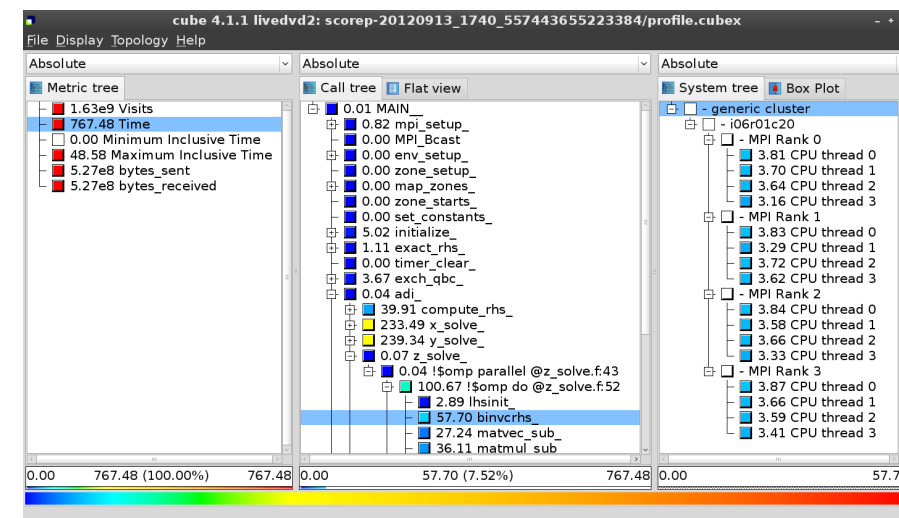 cube 4.1.1 livedvd2: scorep-20120913_1740_557443655223384/profile.cubex
File Display Topology Help
Absolute
Absolute
Absolute
Metric tree
Call tree
Flat view
System tree
Box Plot
1.63e9 Visits
767.48 Time
0.00 Minimum Inclusive Time
48.58 Maximum Inclusive Time
5.27e8 bytes_sent
5.27e8 bytes_received
0.01 MAIN__
0.82 mpi_setup_
0.00 MPI_Bcast
0.00 env_setup_
0.00 zone_setup_
0.00 map_zones_
0.00 zone_starts_
0.00 set_constants_
5.02 initialize_
1.11 exact_rhs_
0.00 timer_clear_
3.67 exch_qbc_
0.04 adi_
39.91 compute_rhs_
233.49 x_solve_
239.34 y_solve_
0.07 z_solve_
0.04 !$omp parallel @z_solve.f:43
100.67 !$omp do @z_solve.f:52
2.89 lhsinit_
57.70 binvcrhs_
27.24 matvec_sub_
36.11 matmul_sub
- generic cluster
- i06r01c20
- MPI Rank 0
3.81 CPU thread 0
3.70 CPU thread 1
3.64 CPU thread 2
3.16 CPU thread 3
- MPI Rank 1
3.83 CPU thread 0
3.29 CPU thread 1
3.72 CPU thread 2
3.62 CPU thread 3
- MPI Rank 2
3.84 CPU thread 0
3.58 CPU thread 1
3.66 CPU thread 2
3.33 CPU thread 3
- MPI Rank 3
3.87 CPU thread 0
3.66 CPU thread 1
3.59 CPU thread 2
3.41 CPU thread 3
0.00 767.48 (100.00%) 767.48
0.00 57.70 (7.52%) 767.48
0.00 57.7